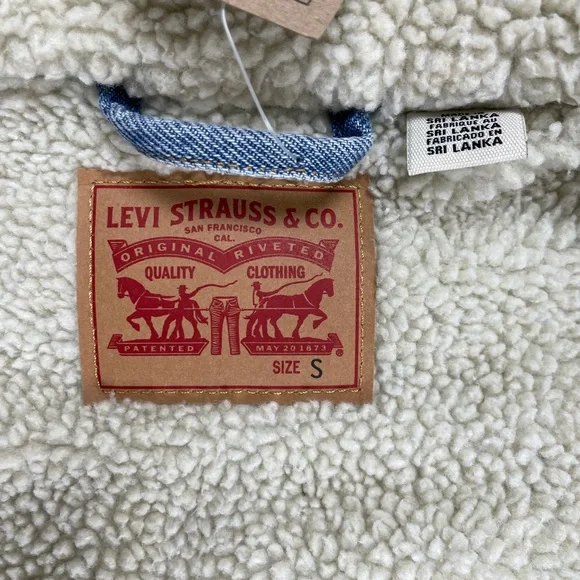 LEVI STRAUSS & CO.
SAN FRANCISCO
CAL.
ORIGINAL RIVETED
QUALITY CLOTHING
PATENTED MAY 20 1873 ®
SIZE S
SRI LANKA
FABRIQUE AU
SRI LANKA
FABRICADO EN
SRI LANKA